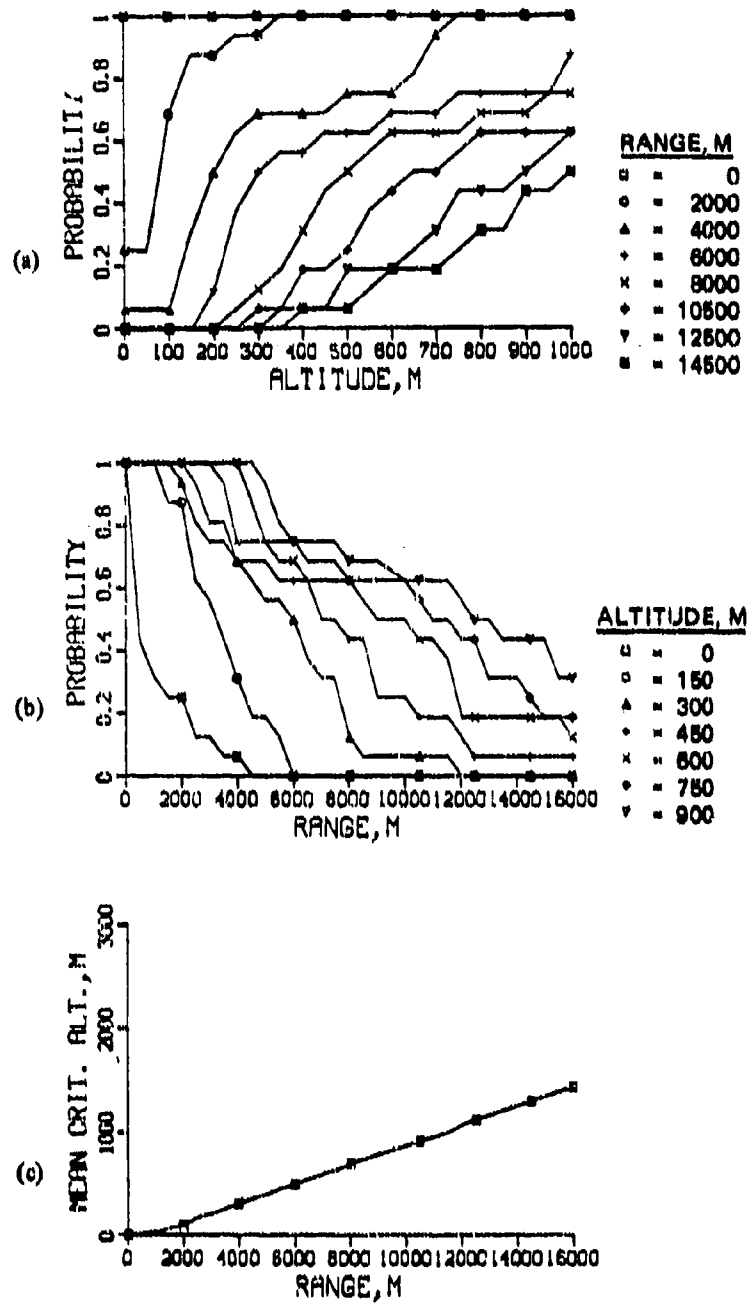 (a)
PROBABILITY
0 0.2 0.4 0.6 0.8 1
0 100 200 300 400 500 600 700 800 900 1000
ALTITUDE, M
RANGE, M
= 0
= 2000
= 4000
= 6000
= 8000
= 10500
= 12500
= 14500
(b)
PROBABILITY
0 0.2 0.4 0.6 0.8 1
0 2000 4000 6000 8000 10000 12000 14000 16000
RANGE, M
ALTITUDE, M
= 0
= 150
= 300
= 450
= 600
= 750
= 900
(c)
MEAN CRIT. ALT., M
0 1000 2000 3000
0 2000 4000 6000 8000 10000 12000 14000 16000
RANGE, M